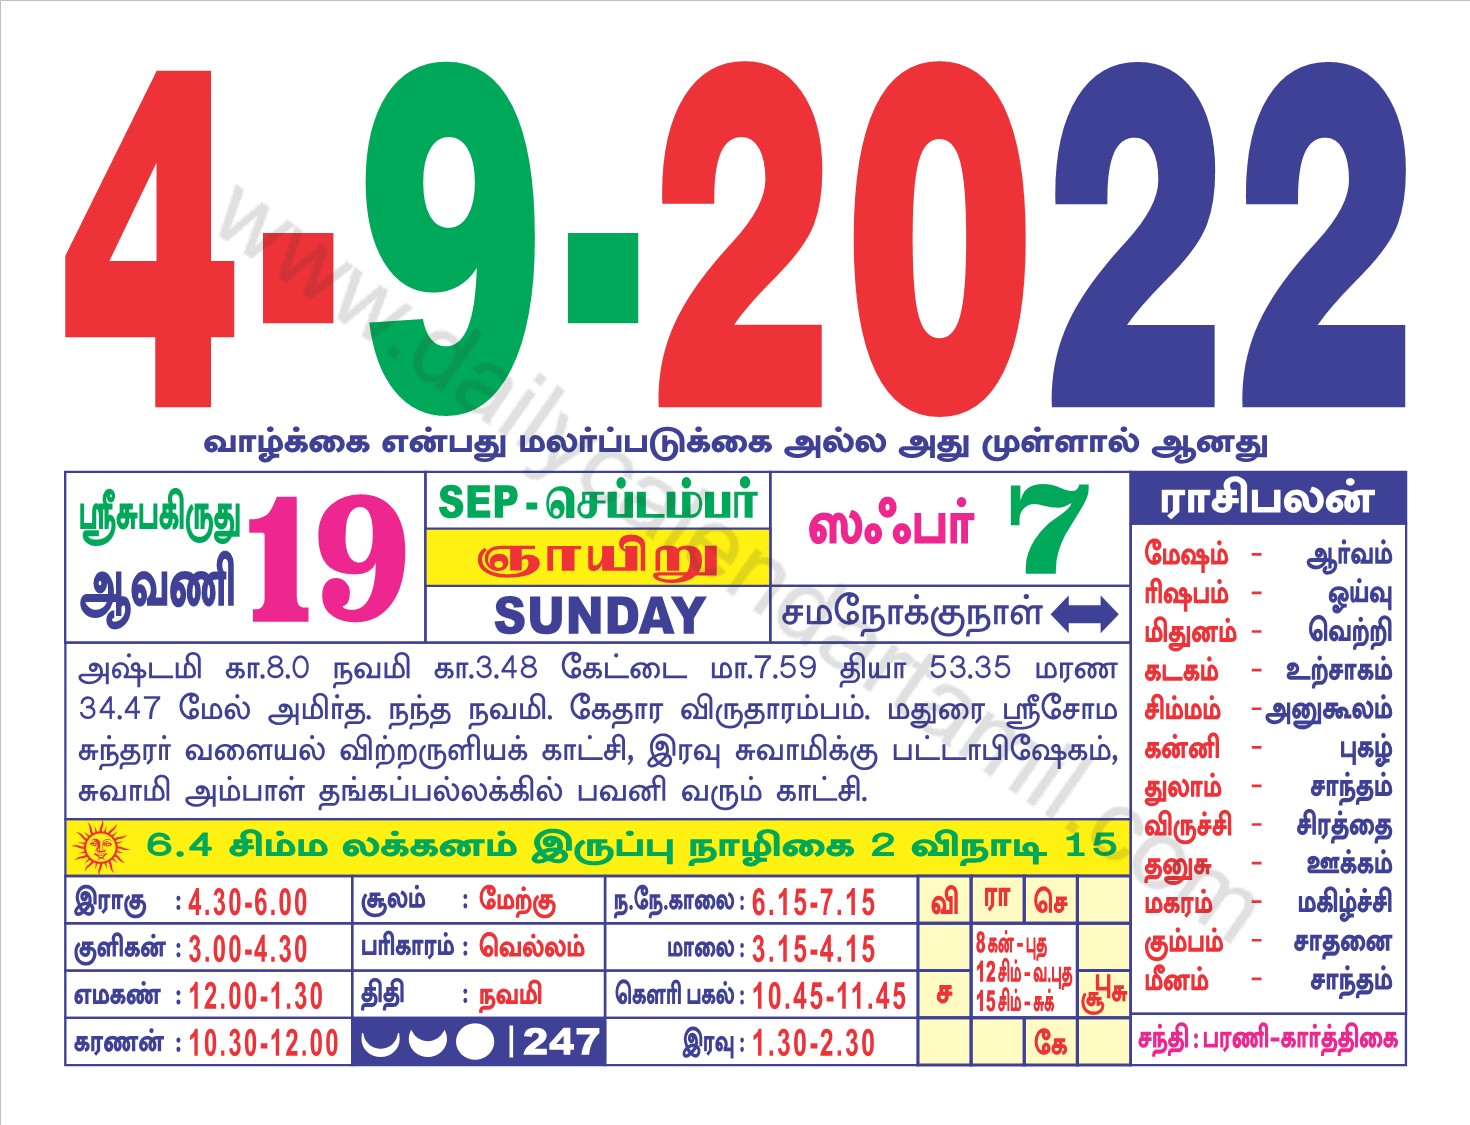 4-9-2022
வாழ்க்கை என்பது மலர்ப்படுக்கை அல்ல அது முள்ளால் ஆனது
ஸ்ரீசுபகிருது
ஆவணி 19
SEP - செப்டம்பர்
ஞாயிறு
SUNDAY
ஸஃபர் 7
சமநோக்குநாள்
அஷ்டமி கா.8.0 நவமி கா.3.48 கேட்டை மா.7.59 தியா 53.35 மரண
34.47 மேல் அமிர்த. நந்த நவமி. கேதார விருதாரம்பம். மதுரை ஸ்ரீசோம
சுந்தரர் வளையல் விற்றருளியக் காட்சி, இரவு சுவாமிக்கு பட்டாபிஷேகம்,
சுவாமி அம்பாள் தங்கப்பல்லக்கில் பவனி வரும் காட்சி.
6.4 சிம்ம லக்கனம் இருப்பு நாழிகை 2 விநாடி 15
இராகு : 4.30-6.00
குளிகன் : 3.00-4.30
எமகண் : 12.00-1.30
கரணன் : 10.30-12.00
சூலம் : மேற்கு
பரிகாரம் : வெல்லம்
திதி : நவமி
| 247
ந.நே.காலை : 6.15-7.15
மாலை : 3.15-4.15
கௌரி பகல் : 10.45-11.45
இரவு : 1.30-2.30
வி ரா செ
8கன் - புத
12சிம் - வ.புத
15சிம் - சுக்
ச
சூபுசு
கே
ராசிபலன்
மேஷம் - ஆர்வம்
ரிஷபம் - ஓய்வு
மிதுனம் - வெற்றி
கடகம் - உற்சாகம்
சிம்மம் - அனுகூலம்
கன்னி - புகழ்
துலாம் - சாந்தம்
விருச்சி - சிரத்தை
தனுசு - ஊக்கம்
மகரம் - மகிழ்ச்சி
கும்பம் - சாதனை
மீனம் - சாந்தம்
சந்தி : பரணி-கார்த்திகை
www.dailycalendartamil.com